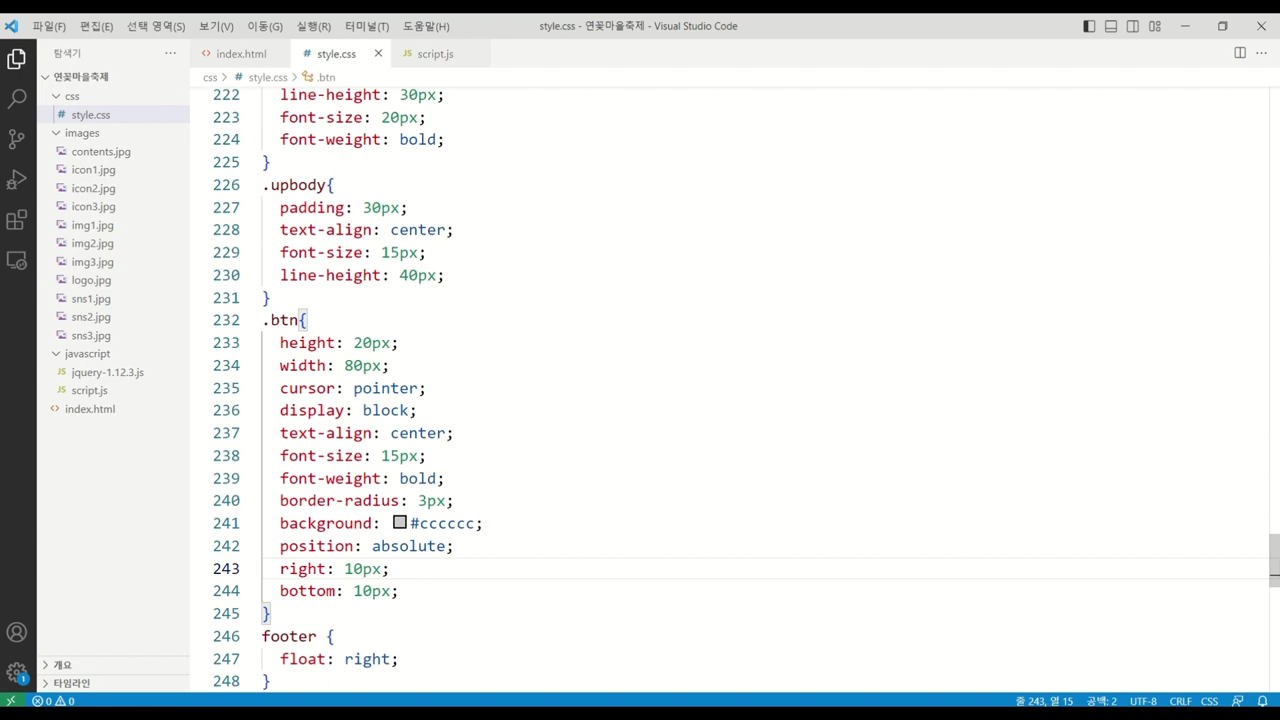 파일(F) 편집(E) 선택 영역(S) 보기(V) 이동(G) 실행(R) 터미널(T) 도움말(H) style.css - 연꽃마을축제 - Visual Studio Code
탐색기 ···
index.html
# style.css
JS script.js
css > # style.css > .btn
연꽃마을축제
css
# style.css
images
contents.jpg
icon1.jpg
icon2.jpg
icon3.jpg
img1.jpg
img2.jpg
img3.jpg
logo.jpg
sns1.jpg
sns2.jpg
sns3.jpg
javascript
JS jquery-1.12.3.js
JS script.js
<> index.html
개요
타임라인
222 line-height: 30px;
223 font-size: 20px;
224 font-weight: bold;
225 }
226 .upbody{
227 padding: 30px;
228 text-align: center;
229 font-size: 15px;
230 line-height: 40px;
231 }
232 .btn{
233 height: 20px;
234 width: 80px;
235 cursor: pointer;
236 display: block;
237 text-align: center;
238 font-size: 15px;
239 font-weight: bold;
240 border-radius: 3px;
241 background: #cccccc;
242 position: absolute;
243 right: 10px;
244 bottom: 10px;
245 }
246 footer {
247 float: right;
248 }
1
0 0 줄 243, 열 15 공백: 2 UTF-8 CRLF CSS